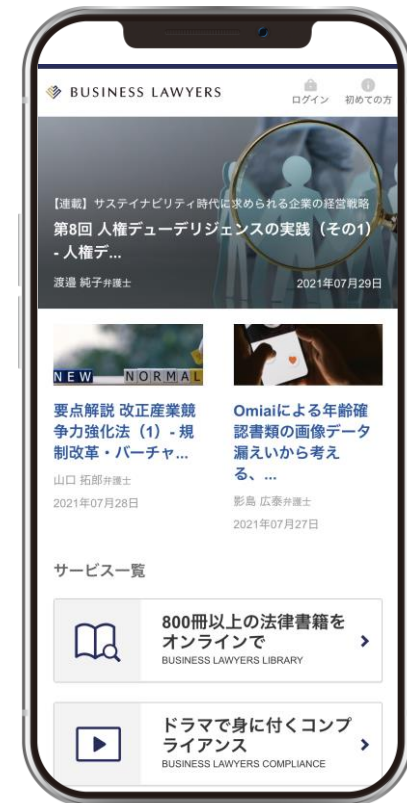 BUSINESS LAWYERS
ログイン
初めての方
【連載】サステイナビリティ時代に求められる企業の経営戦略
第8回 人権デューデリジェンスの実践（その1）
- 人権デ...
渡邉 純子弁護士
2021年07月29日
NEW NORMAL
要点解説 改正産業競
争力強化法（1）- 規
制改革・バーチャ...
山口 拓郎弁護士
2021年07月28日
Omiaiによる年齢確
認書類の画像データ
漏えいから考え
る、...
影島 広泰弁護士
2021年07月27日
サービス一覧
800冊以上の法律書籍を
オンラインで
BUSINESS LAWYERS LIBRARY
ドラマで身に付くコンプ
ライアンス
BUSINESS LAWYERS COMPLIANCE